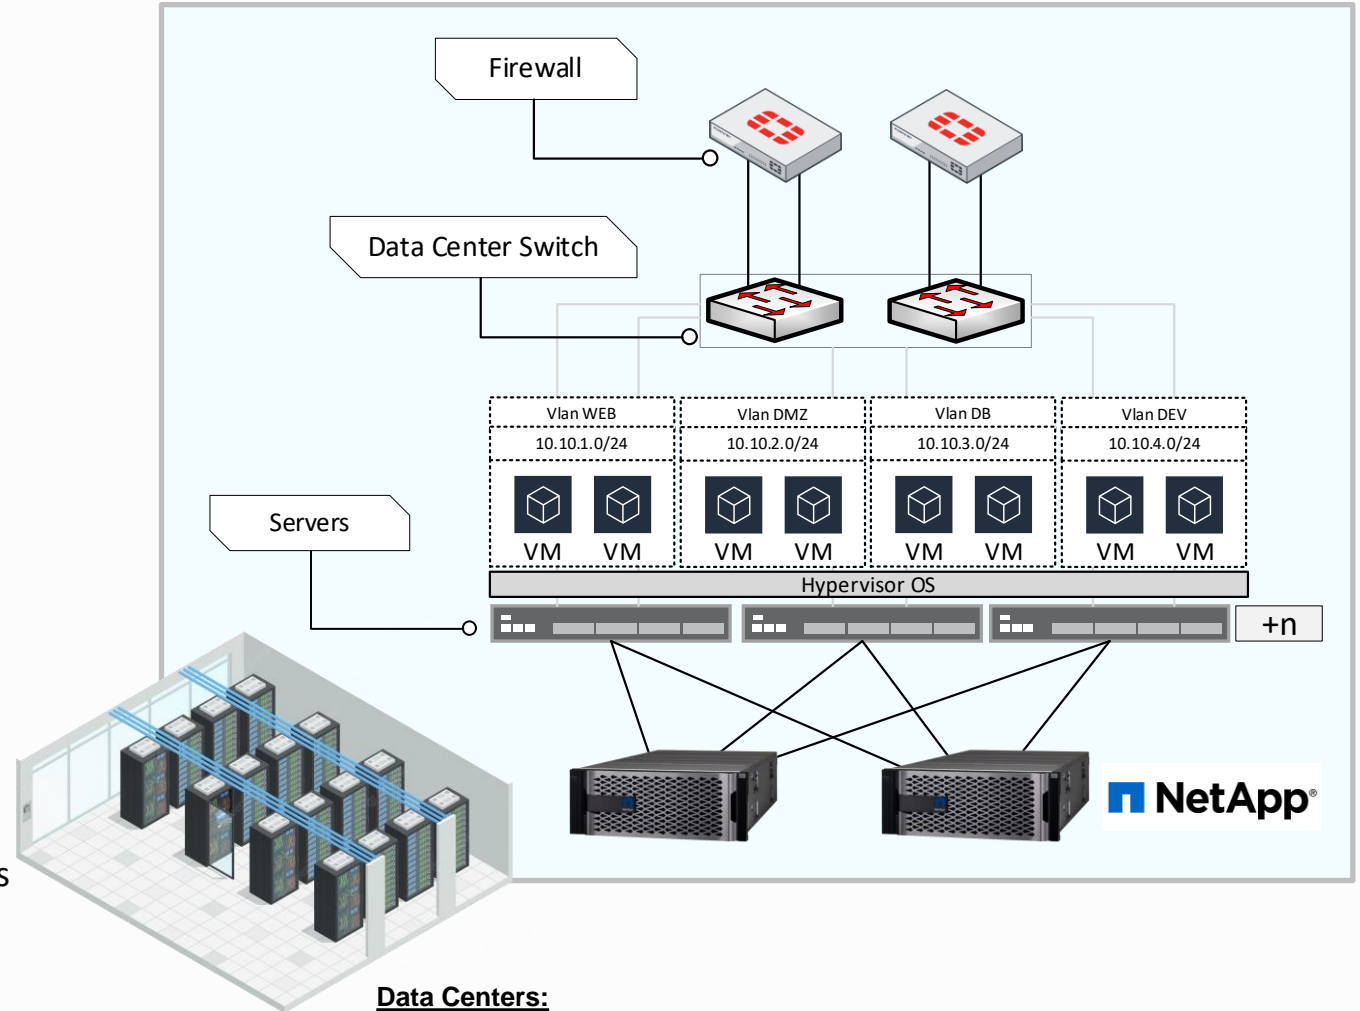 Firewall
Data Center Switch
Vlan WEB
Vlan DMZ
Vlan DB
Vlan DEV
10.10.1.0/24
10.10.2.0/24
10.10.3.0/24
10.10.4.0/24
Servers
VM VM VM VM VM VM VM VM
Hypervisor OS
+n
NetApp®
s
Data Centers: